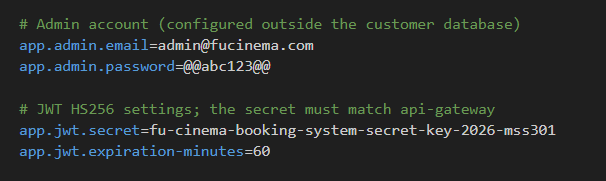 # Admin account (configured outside the customer database)
app.admin.email=admin@fucinema.com
app.admin.password=@@abc123@@
# JWT HS256 settings; the secret must match api-gateway
app.jwt.secret=fu-cinema-booking-system-secret-key-2026-mss301
app.jwt.expiration-minutes=60